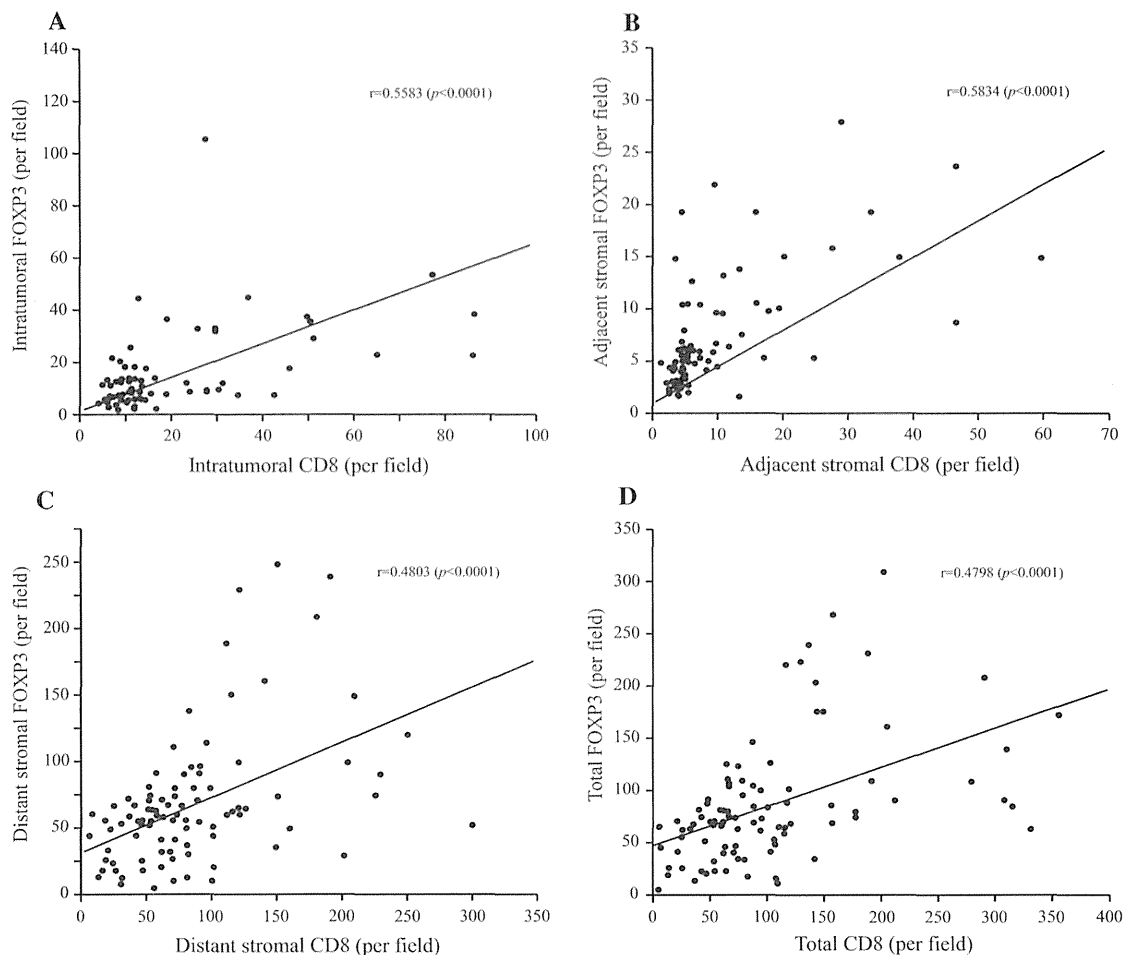 A
140
120
100
80
60
40
20
0
0 20 40 60 80 100
Intratumoral FOXP3 (per field)
Intratumoral CD8 (per field)
r=0.5583 (p<0.0001)
B
35
30
25
20
15
10
5
0
0 10 20 30 40 50 60 70
Adjacent stromal FOXP3 (per field)
Adjacent stromal CD8 (per field)
r=0.5834 (p<0.0001)
C
250
200
150
100
50
0
0 50 100 150 200 250 300 350
Distant stromal FOXP3 (per field)
Distant stromal CD8 (per field)
r=0.4803 (p<0.0001)
D
350
300
250
200
150
100
50
0
0 50 100 150 200 250 300 350 400
Total FOXP3 (per field)
Total CD8 (per field)
r=0.4798 (p<0.0001)